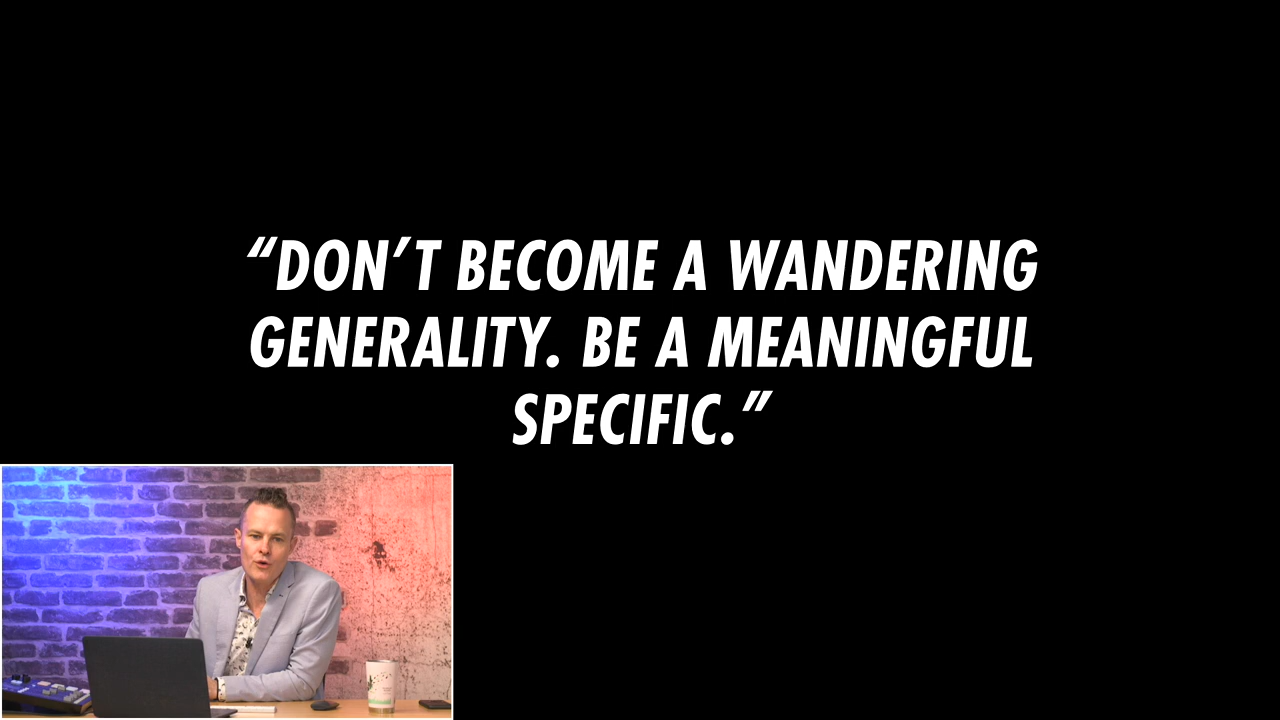 “DON’T BECOME A WANDERING
GENERALITY. BE A MEANINGFUL
SPECIFIC.”